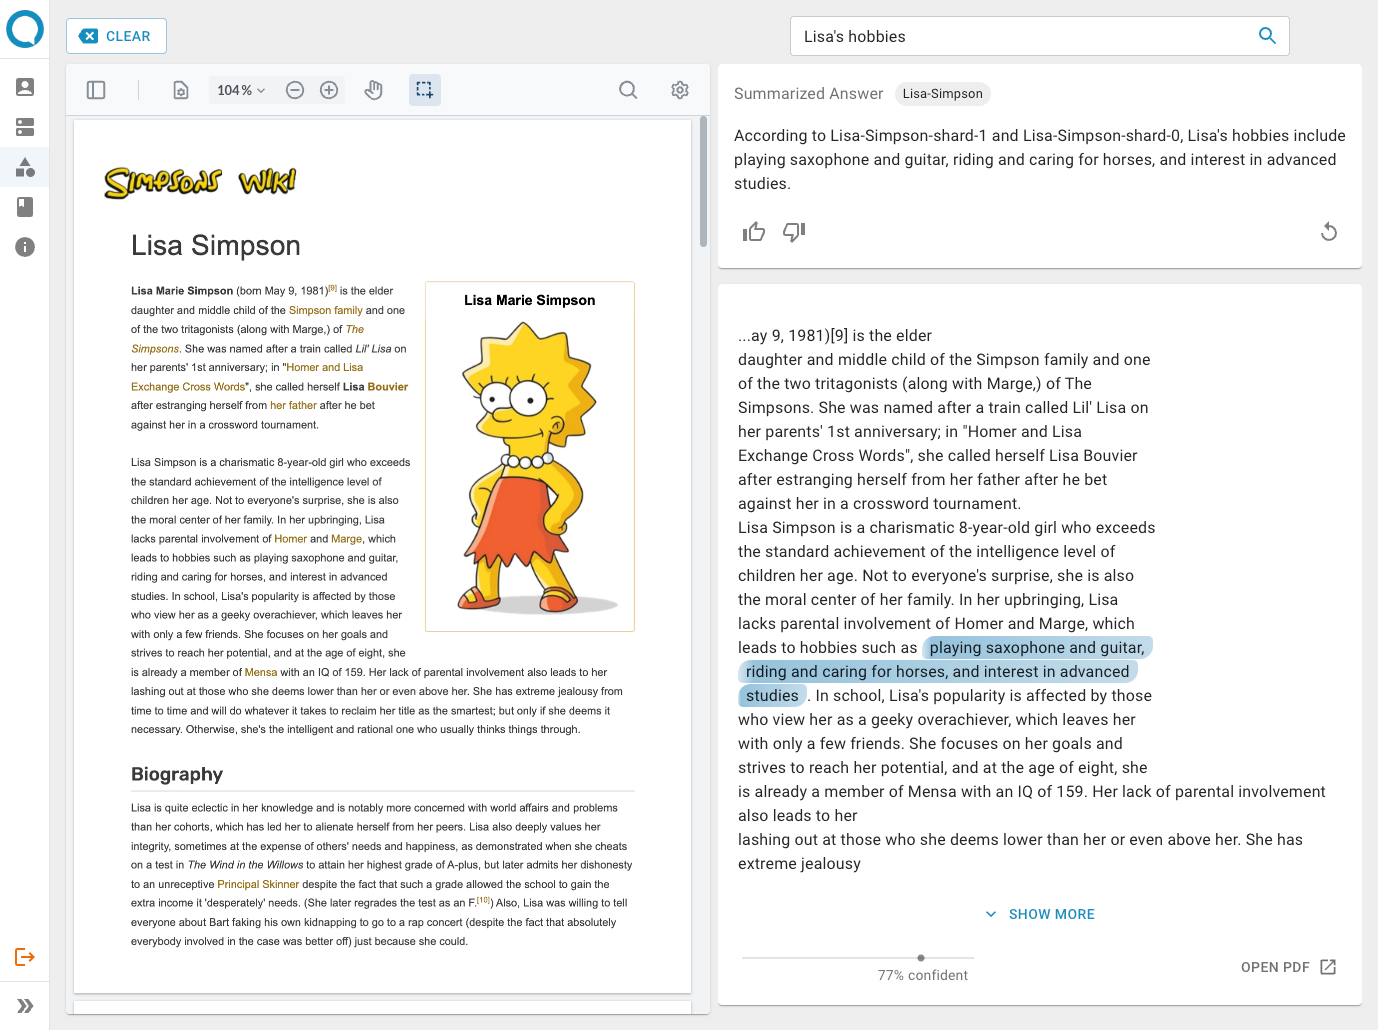 CLEAR
Lisa's hobbies
104%
SIMPSONS WIKI
Lisa Simpson
Lisa Marie Simpson (born May 9, 1981)[9] is the elder
daughter and middle child of the Simpson family and one
of the two tritagonists (along with Marge,) of The
Simpsons. She was named after a train called Lil' Lisa on
her parents' 1st anniversary; in "Homer and Lisa
Exchange Cross Words", she called herself Lisa Bouvier
after estranging herself from her father after he bet
against her in a crossword tournament.
Lisa Marie Simpson
Lisa Simpson is a charismatic 8-year-old girl who exceeds
the standard achievement of the intelligence level of
children her age. Not to everyone's surprise, she is also
the moral center of her family. In her upbringing, Lisa
lacks parental involvement of Homer and Marge, which
leads to hobbies such as playing saxophone and guitar,
riding and caring for horses, and interest in advanced
studies. In school, Lisa's popularity is affected by those
who view her as a geeky overachiever, which leaves her
with only a few friends. She focuses on her goals and
strives to reach her potential, and at the age of eight, she
is already a member of Mensa with an IQ of 159. Her lack of parental involvement also leads to her
lashing out at those who she deems lower than her or even above her. She has extreme jealousy from
time to time and will do whatever it takes to reclaim her title as the smartest; but only if she deems it
necessary. Otherwise, she's the intelligent and rational one who usually thinks things through.
Biography
Lisa is quite eclectic in her knowledge and is notably more concerned with world affairs and problems
than her cohorts, which has led her to alienate herself from her peers. Lisa also deeply values her
integrity, sometimes at the expense of others' needs and happiness, as demonstrated when she cheats
on a test in The Wind in the Willows to attain her highest grade of A-plus, but later admits her dishonesty
to an unreceptive Principal Skinner despite the fact that such a grade allowed the school to gain the
extra income it 'desperately' needs. (She later regrades the test as an F.[10]) Also, Lisa was willing to tell
everyone about Bart faking his own kidnapping to go to a rap concert (despite the fact that absolutely
everybody involved in the case was better off) just because she could.
Summarized Answer Lisa-Simpson
According to Lisa-Simpson-shard-1 and Lisa-Simpson-shard-0, Lisa's hobbies include
playing saxophone and guitar, riding and caring for horses, and interest in advanced
studies.
...ay 9, 1981)[9] is the elder
daughter and middle child of the Simpson family and one
of the two tritagonists (along with Marge,) of The
Simpsons. She was named after a train called Lil' Lisa on
her parents' 1st anniversary; in "Homer and Lisa
Exchange Cross Words", she called herself Lisa Bouvier
after estranging herself from her father after he bet
against her in a crossword tournament.
Lisa Simpson is a charismatic 8-year-old girl who exceeds
the standard achievement of the intelligence level of
children her age. Not to everyone's surprise, she is also
the moral center of her family. In her upbringing, Lisa
lacks parental involvement of Homer and Marge, which
leads to hobbies such as playing saxophone and guitar,
riding and caring for horses, and interest in advanced
studies . In school, Lisa's popularity is affected by those
who view her as a geeky overachiever, which leaves her
with only a few friends. She focuses on her goals and
strives to reach her potential, and at the age of eight, she
is already a member of Mensa with an IQ of 159. Her lack of parental involvement
also leads to her
lashing out at those who she deems lower than her or even above her. She has
extreme jealousy
SHOW MORE
77% confident
OPEN PDF